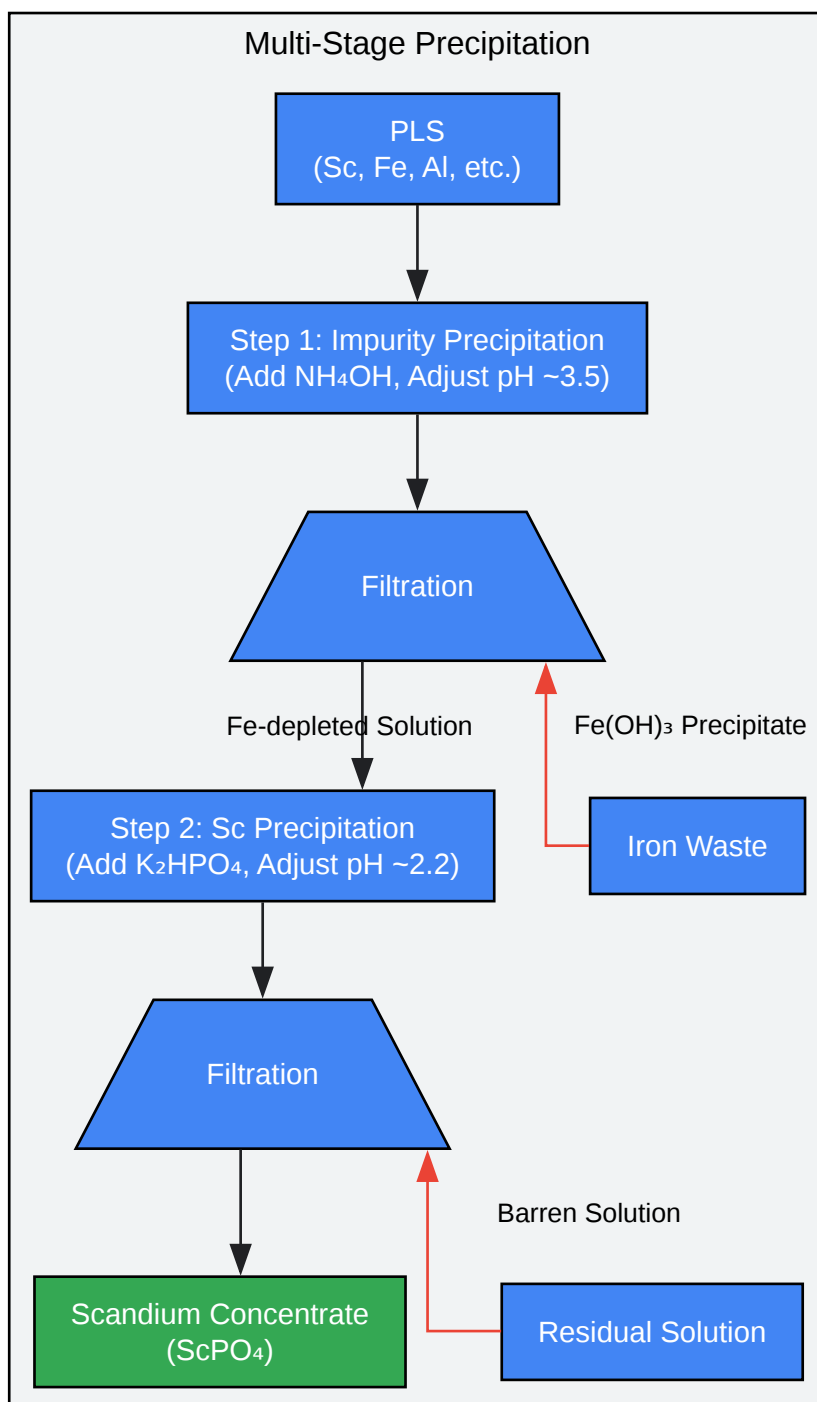 Multi-Stage Precipitation
PLS
(Sc, Fe, Al, etc.)
Step 1: Impurity Precipitation
(Add NH₄OH, Adjust pH ~3.5)
Filtration
Fe-depleted Solution
Fe(OH)₃ Precipitate
Step 2: Sc Precipitation
(Add K₂HPO₄, Adjust pH ~2.2)
Iron Waste
Filtration
Barren Solution
Scandium Concentrate
(ScPO₄)
Residual Solution